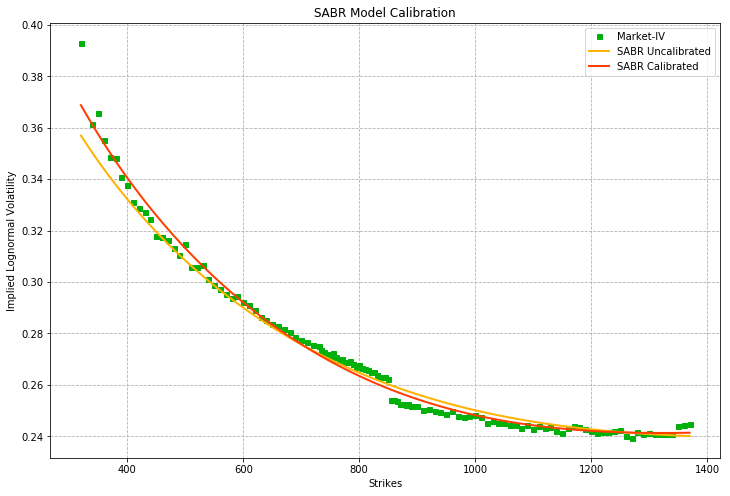 SABR Model Calibration
0.40
0.38
0.36
0.34
0.32
0.30
0.28
0.26
0.24
Implied Lognormal Volatility
Market-IV
SABR Uncalibrated
SABR Calibrated
400 600 800 1000 1200 1400
Strikes